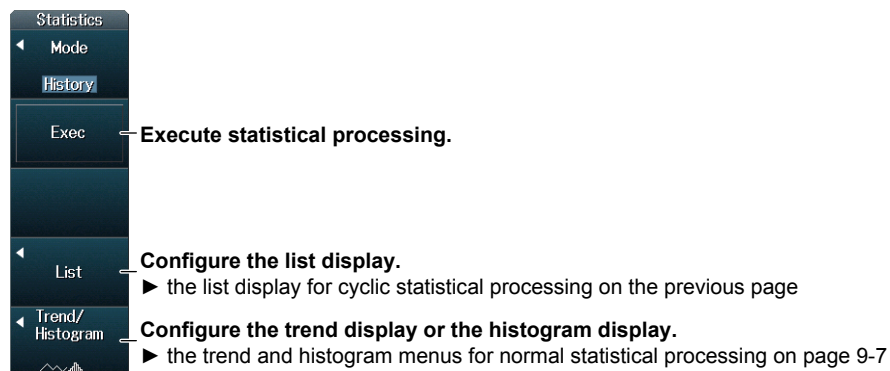 Statistics
Mode
History
Exec
Execute statistical processing.
List
Configure the list display.
► the list display for cyclic statistical processing on the previous page
Trend/
Histogram
Configure the trend display or the histogram display.
► the trend and histogram menus for normal statistical processing on page 9-7